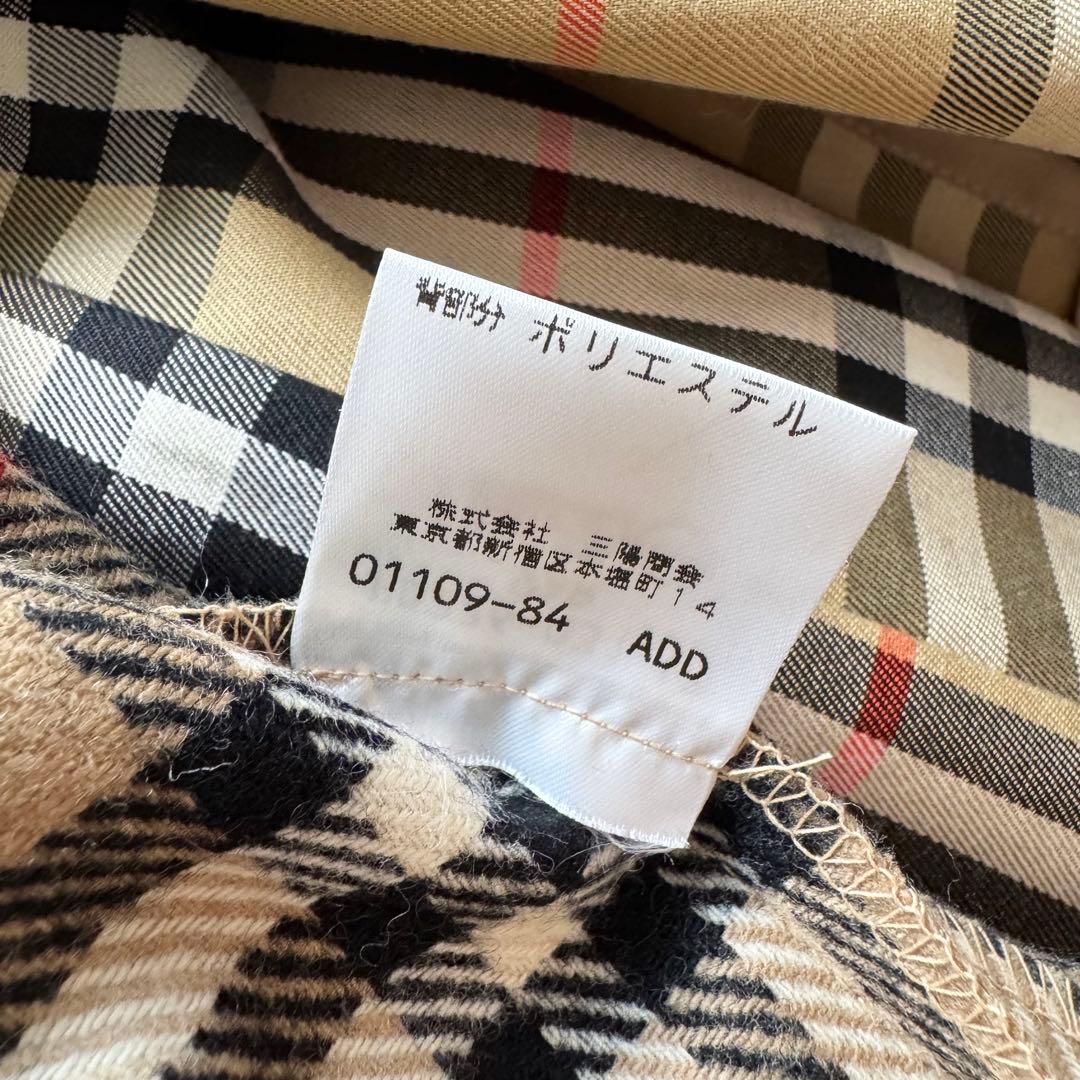 背部分 ポリエステル
株式会社 三陽商会
東京都新宿区本塩町14
01109-84 ADD